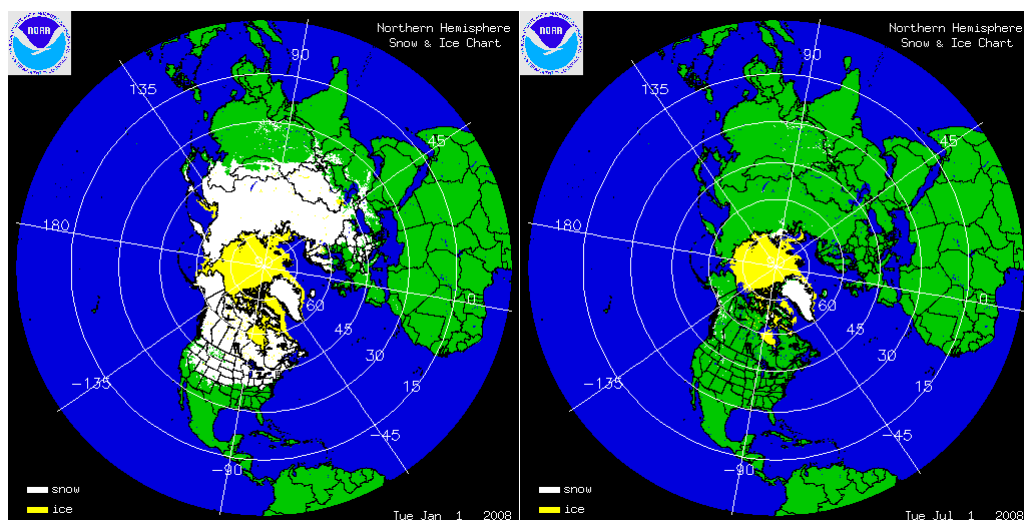 NOAA
Northern Hemisphere
Snow & Ice Chart
90
135
45
180
0
60
45
30
15
-135
-45
-90
snow
ice
Tue Jan 1 2008
NOAA
Northern Hemisphere
Snow & Ice Chart
90
135
45
180
0
60
45
30
15
-135
-45
-90
snow
ice
Tue Jul 1 2008